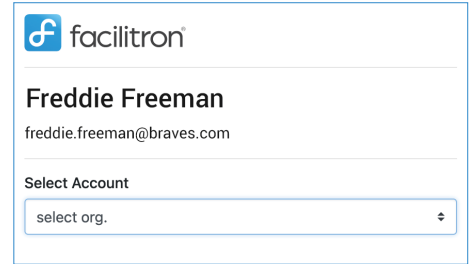 facilitron
Freddie Freeman
freddie.freeman@braves.com
Select Account
select org.